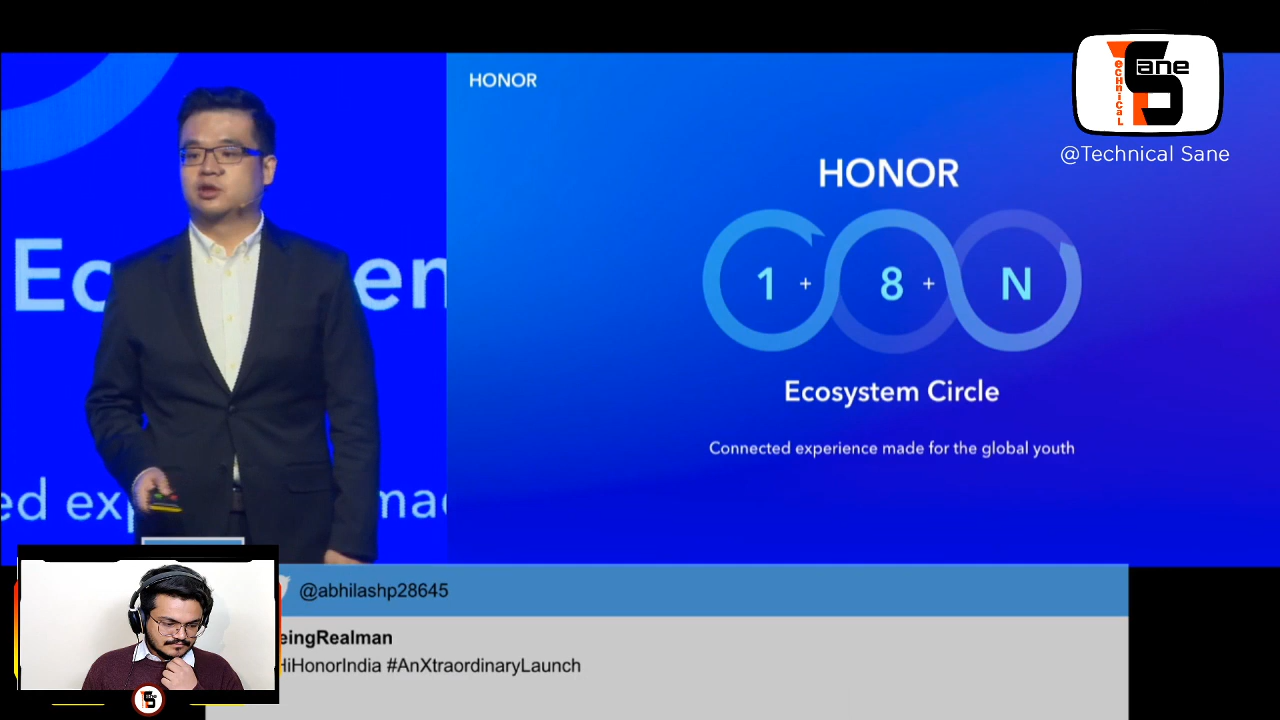 HONOR
TecHNiCaL Sane
@Technical Sane
HONOR
1 + 8 + N
Ecosystem Circle
Connected experience made for the global youth
@abhilashp28645
eingRealman
HiHonorIndia #AnXtraordinaryLaunch